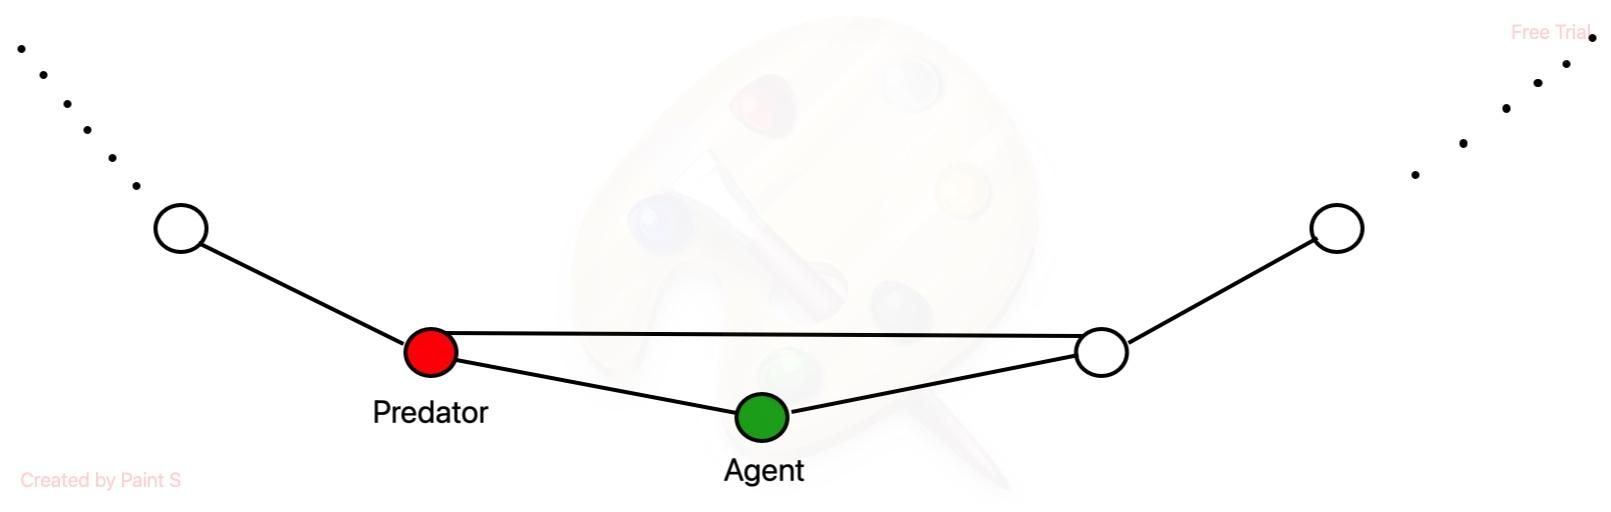 Free Trial
Predator
Agent
Created by Paint S